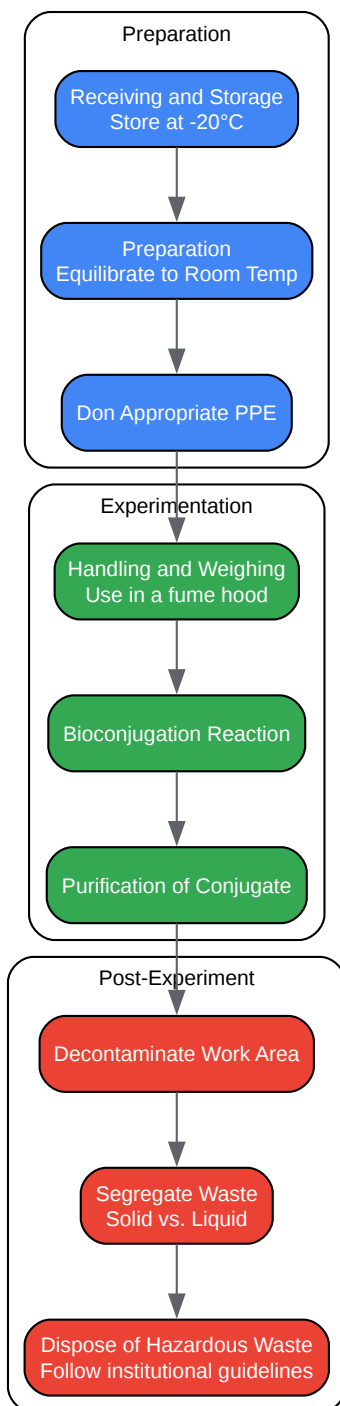 Preparation
Receiving and Storage
Store at -20°C
Preparation
Equilibrate to Room Temp
Don Appropriate PPE
Experimentation
Handling and Weighing
Use in a fume hood
Bioconjugation Reaction
Purification of Conjugate
Post-Experiment
Decontaminate Work Area
Segregate Waste
Solid vs. Liquid
Dispose of Hazardous Waste
Follow institutional guidelines